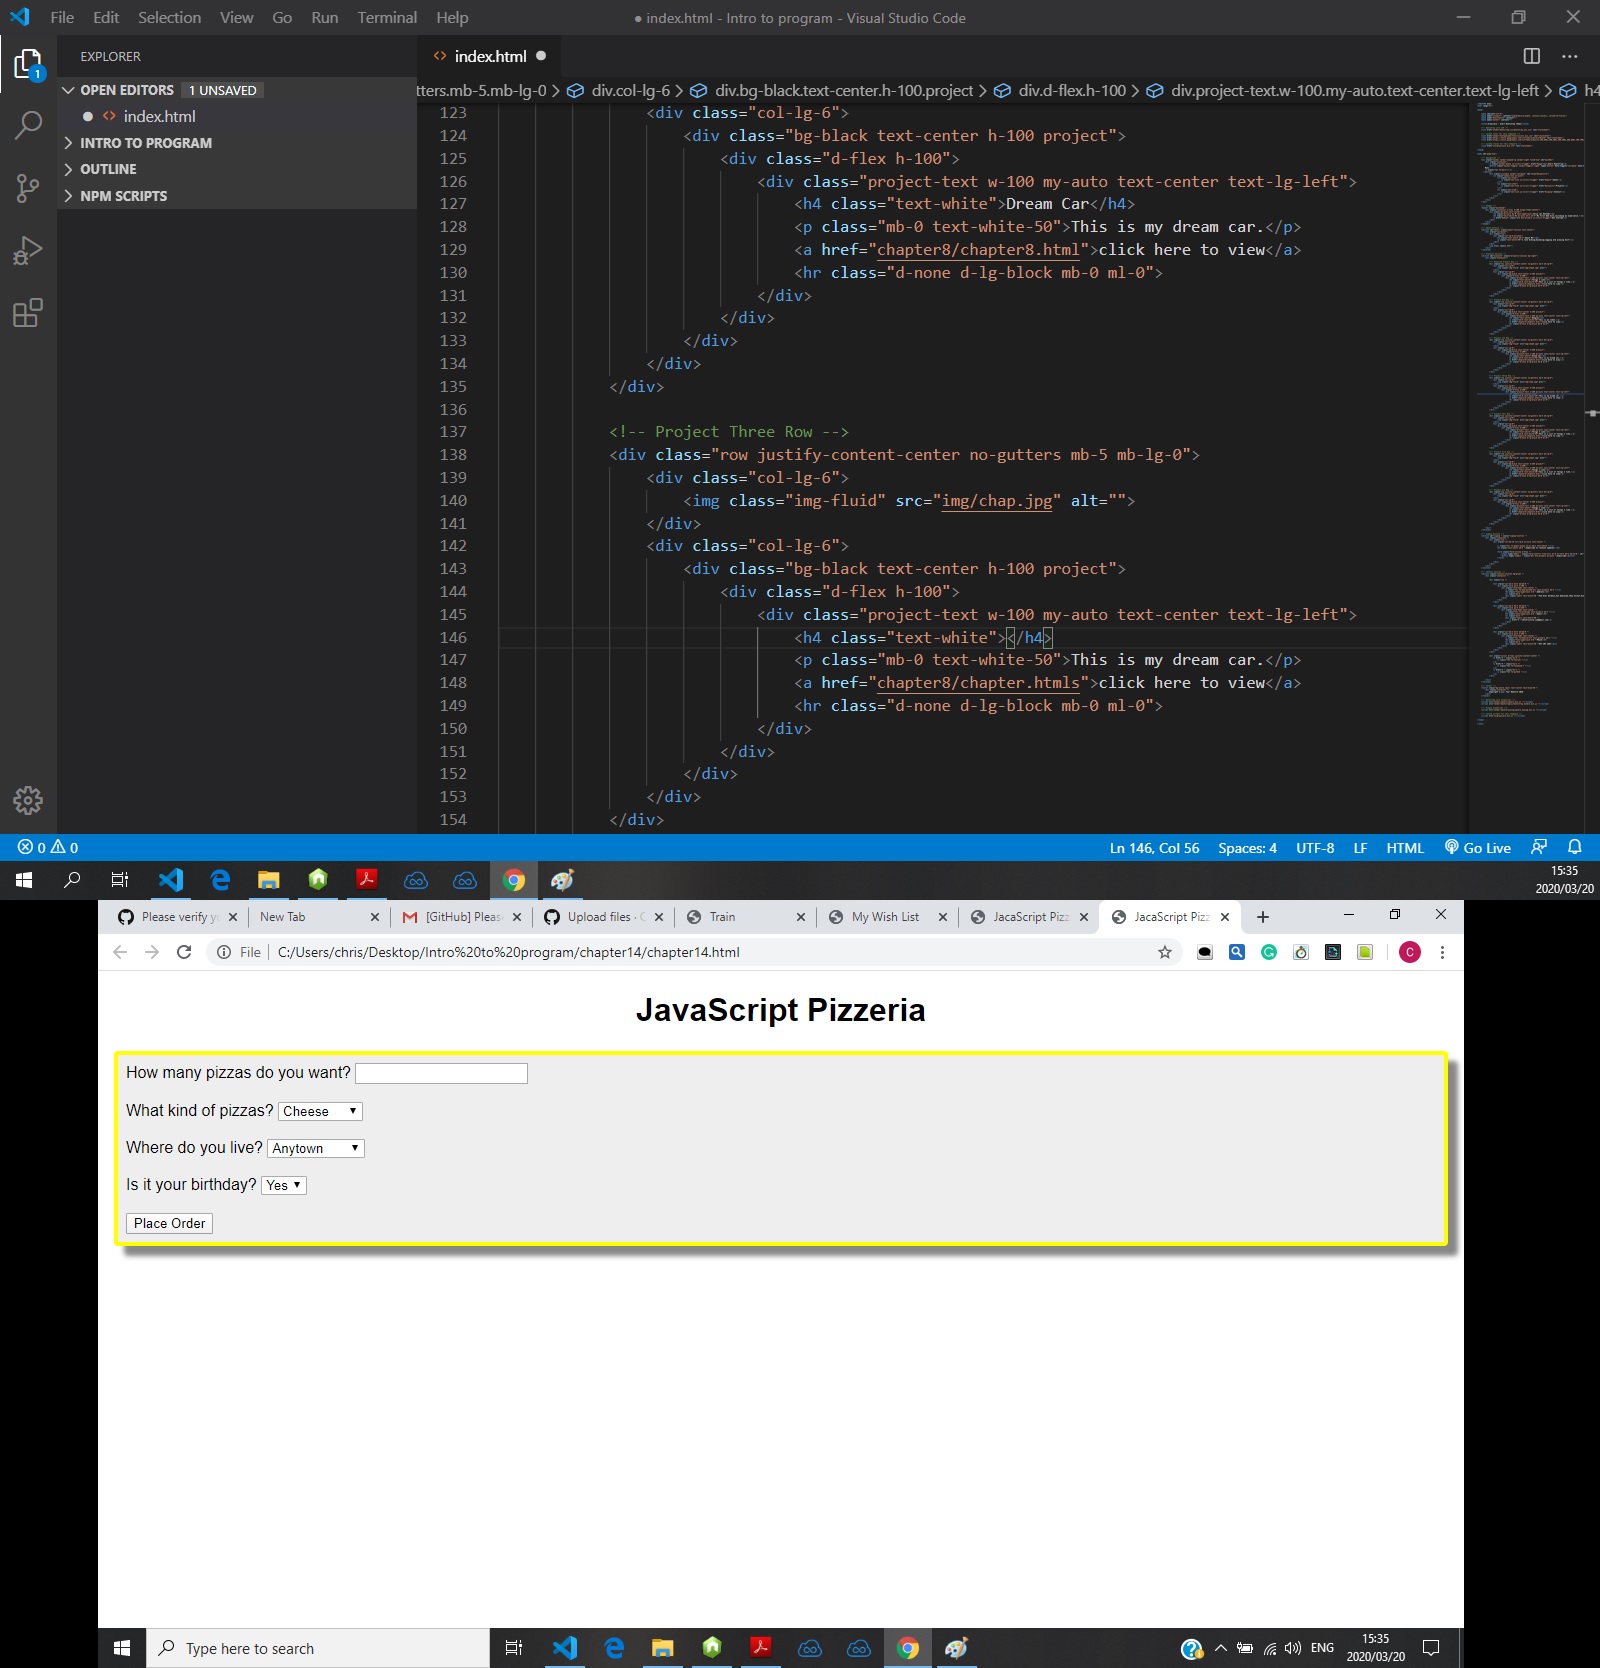 File Edit Selection View Go Run Terminal Help
● index.html - Intro to program - Visual Studio Code
EXPLORER
index.html
OPEN EDITORS 1 UNSAVED
index.html
INTRO TO PROGRAM
OUTLINE
NPM SCRIPTS
1
tters.mb-5.mb-lg-0 > div.col-lg-6 > div.bg-black.text-center.h-100.project > div.d-flex.h-100 > div.project-text.w-100.my-auto.text-center.text-lg-left > h4
123 <div class="col-lg-6">
124 <div class="bg-black text-center h-100 project">
125 <div class="d-flex h-100">
126 <div class="project-text w-100 my-auto text-center text-lg-left">
127 <h4 class="text-white">Dream Car</h4>
128 <p class="mb-0 text-white-50">This is my dream car.</p>
129 <a href="chapter8/chapter8.html">click here to view</a>
130 <hr class="d-none d-lg-block mb-0 ml-0">
131 </div>
132 </div>
133 </div>
134 </div>
135 </div>
136
137 <!-- Project Three Row -->
138 <div class="row justify-content-center no-gutters mb-5 mb-lg-0">
139 <div class="col-lg-6">
140 <img class="img-fluid" src="img/chap.jpg" alt="">
141 </div>
142 <div class="col-lg-6">
143 <div class="bg-black text-center h-100 project">
144 <div class="d-flex h-100">
145 <div class="project-text w-100 my-auto text-center text-lg-left">
146 <h4 class="text-white"></h4>
147 <p class="mb-0 text-white-50">This is my dream car.</p>
148 <a href="chapter8/chapter.htmls">click here to view</a>
149 <hr class="d-none d-lg-block mb-0 ml-0">
150 </div>
151 </div>
152 </div>
153 </div>
154 </div>
0 0 Ln 146, Col 56 Spaces: 4 UTF-8 LF HTML Go Live
15:35
2020/03/20
Please verify y New Tab [GitHub] Pleas Upload files · Train My Wish List JacaScript Pizz JacaScript Pizz
File C:/Users/chris/Desktop/Intro%20to%20program/chapter14/chapter14.html C
JavaScript Pizzeria
How many pizzas do you want?
What kind of pizzas? Cheese
Where do you live? Anytown
Is it your birthday? Yes
Place Order
Type here to search
ENG
15:35
2020/03/20